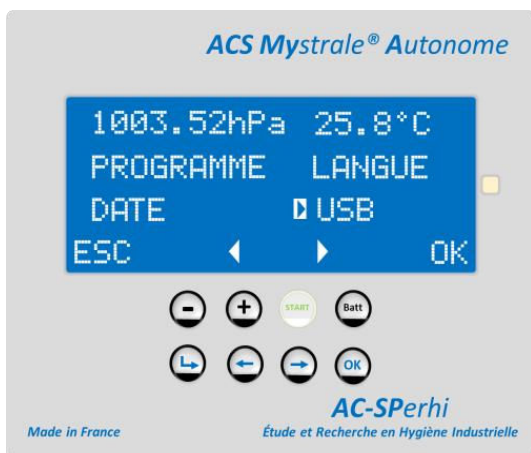 ACS Mystrale® Autonome
1003.52hPa 25.8°C
PROGRAMME LANGUE
DATE USB
ESC OK
- + START Batt
OK
AC-SPerhi
Made in France Étude et Recherche en Hygiène Industrielle